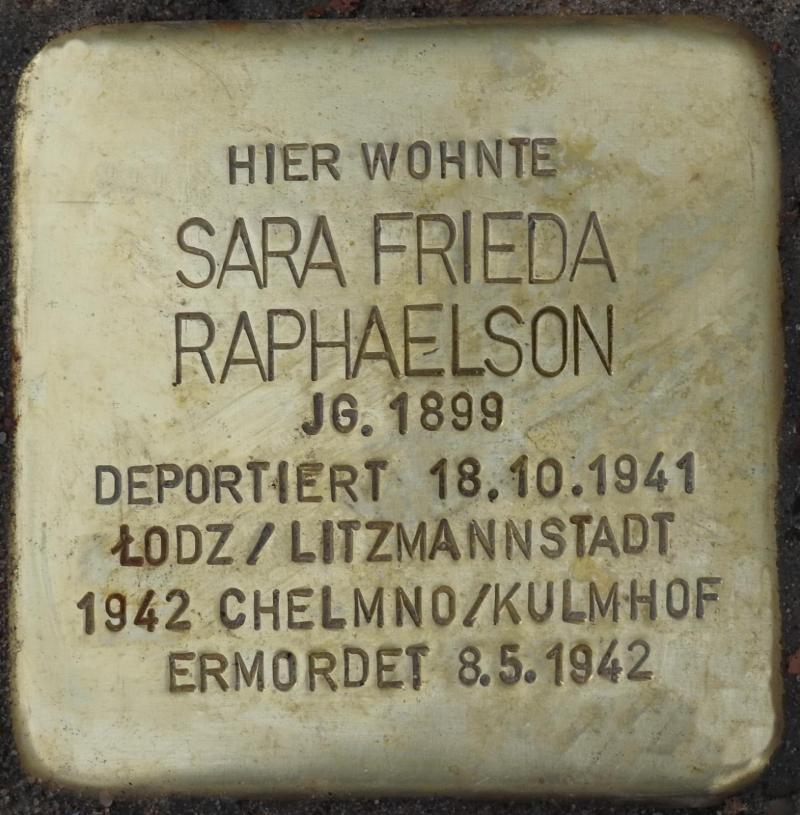 HIER WOHNTE
SARA FRIEDA
RAPHAELSON
JG. 1899
DEPORTIERT 18.10.1941
ŁODZ/LITZMANNSTADT
1942 CHELMNO/KULMHOF
ERMORDET 8.5.1942